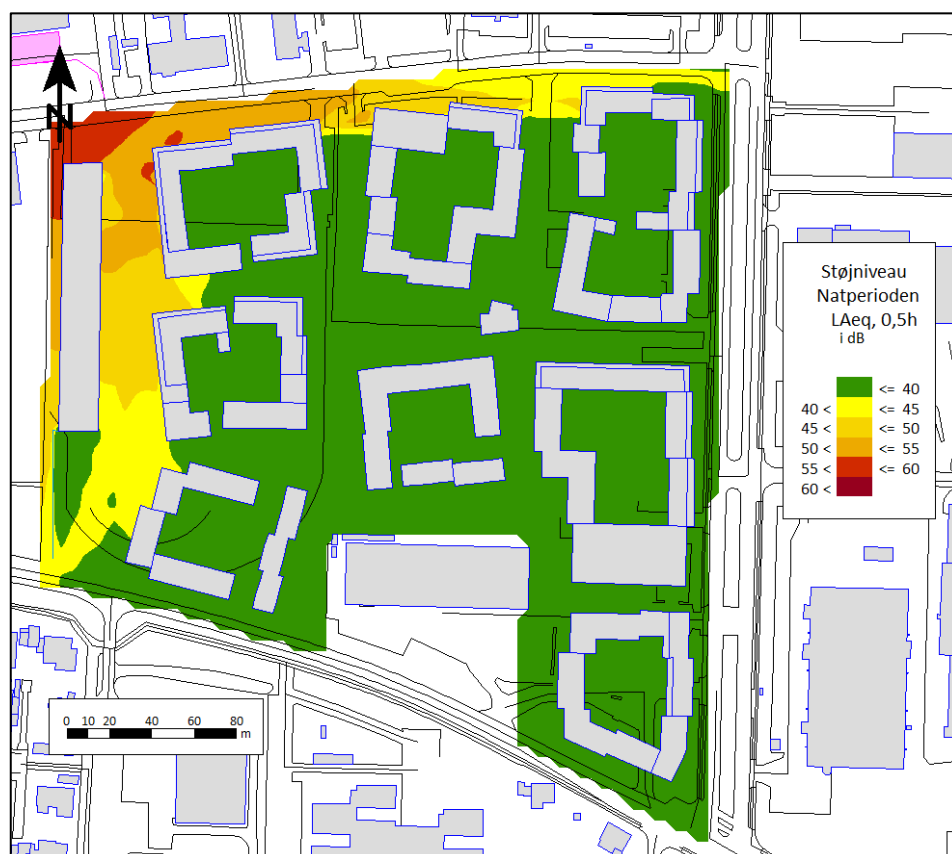 N
Støjniveau
Natperioden
LAeq, 0,5h
i dB
<= 40
40 < <= 45
45 < <= 50
50 < <= 55
55 < <= 60
60 <
0 10 20 40 60 80
m